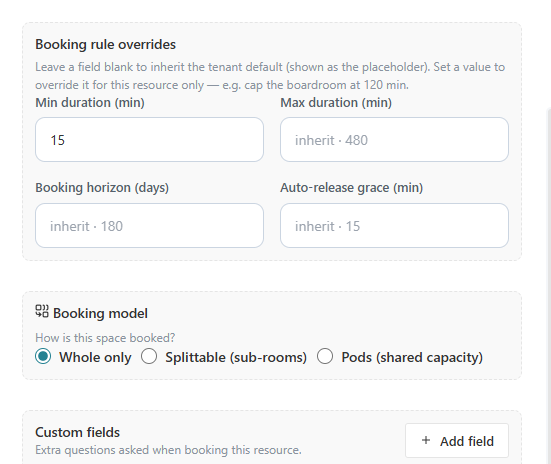 Booking rule overrides
Leave a field blank to inherit the tenant default (shown as the placeholder). Set a value to
override it for this resource only — e.g. cap the boardroom at 120 min.
Min duration (min)
Max duration (min)
15
inherit · 480
Booking horizon (days)
Auto-release grace (min)
inherit · 180
inherit · 15
Booking model
How is this space booked?
Whole only Splittable (sub-rooms) Pods (shared capacity)
Custom fields
Extra questions asked when booking this resource.
+ Add field